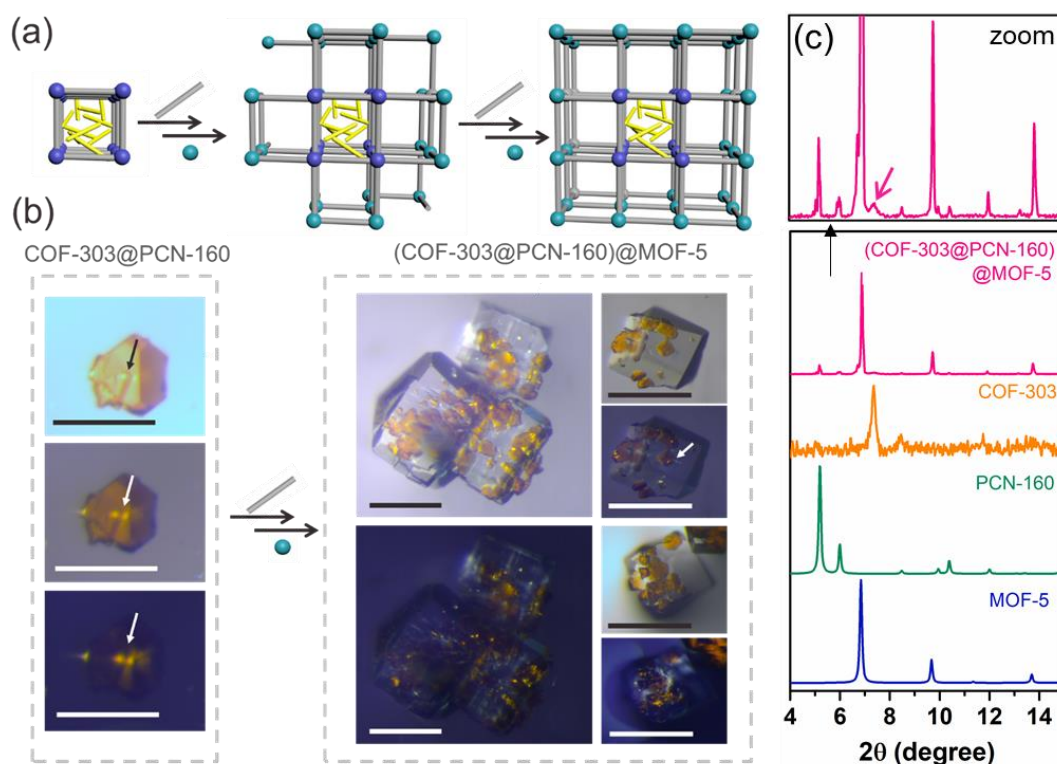 (a)
(b)
COF-303@PCN-160
(COF-303@PCN-160)@MOF-5
(c)
zoom
(COF-303@PCN-160)
@MOF-5
COF-303
PCN-160
MOF-5
4 6 8 10 12 14
2θ (degree)